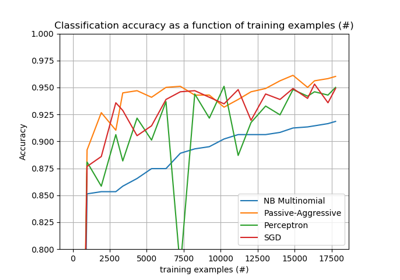 Classification accuracy as a function of training examples (#)
1.000
0.975
0.950
0.925
0.900
0.875
0.850
0.825
0.800
Accuracy
NB Multinomial
Passive-Aggressive
Perceptron
SGD
0 2500 5000 7500 10000 12500 15000 17500
training examples (#)